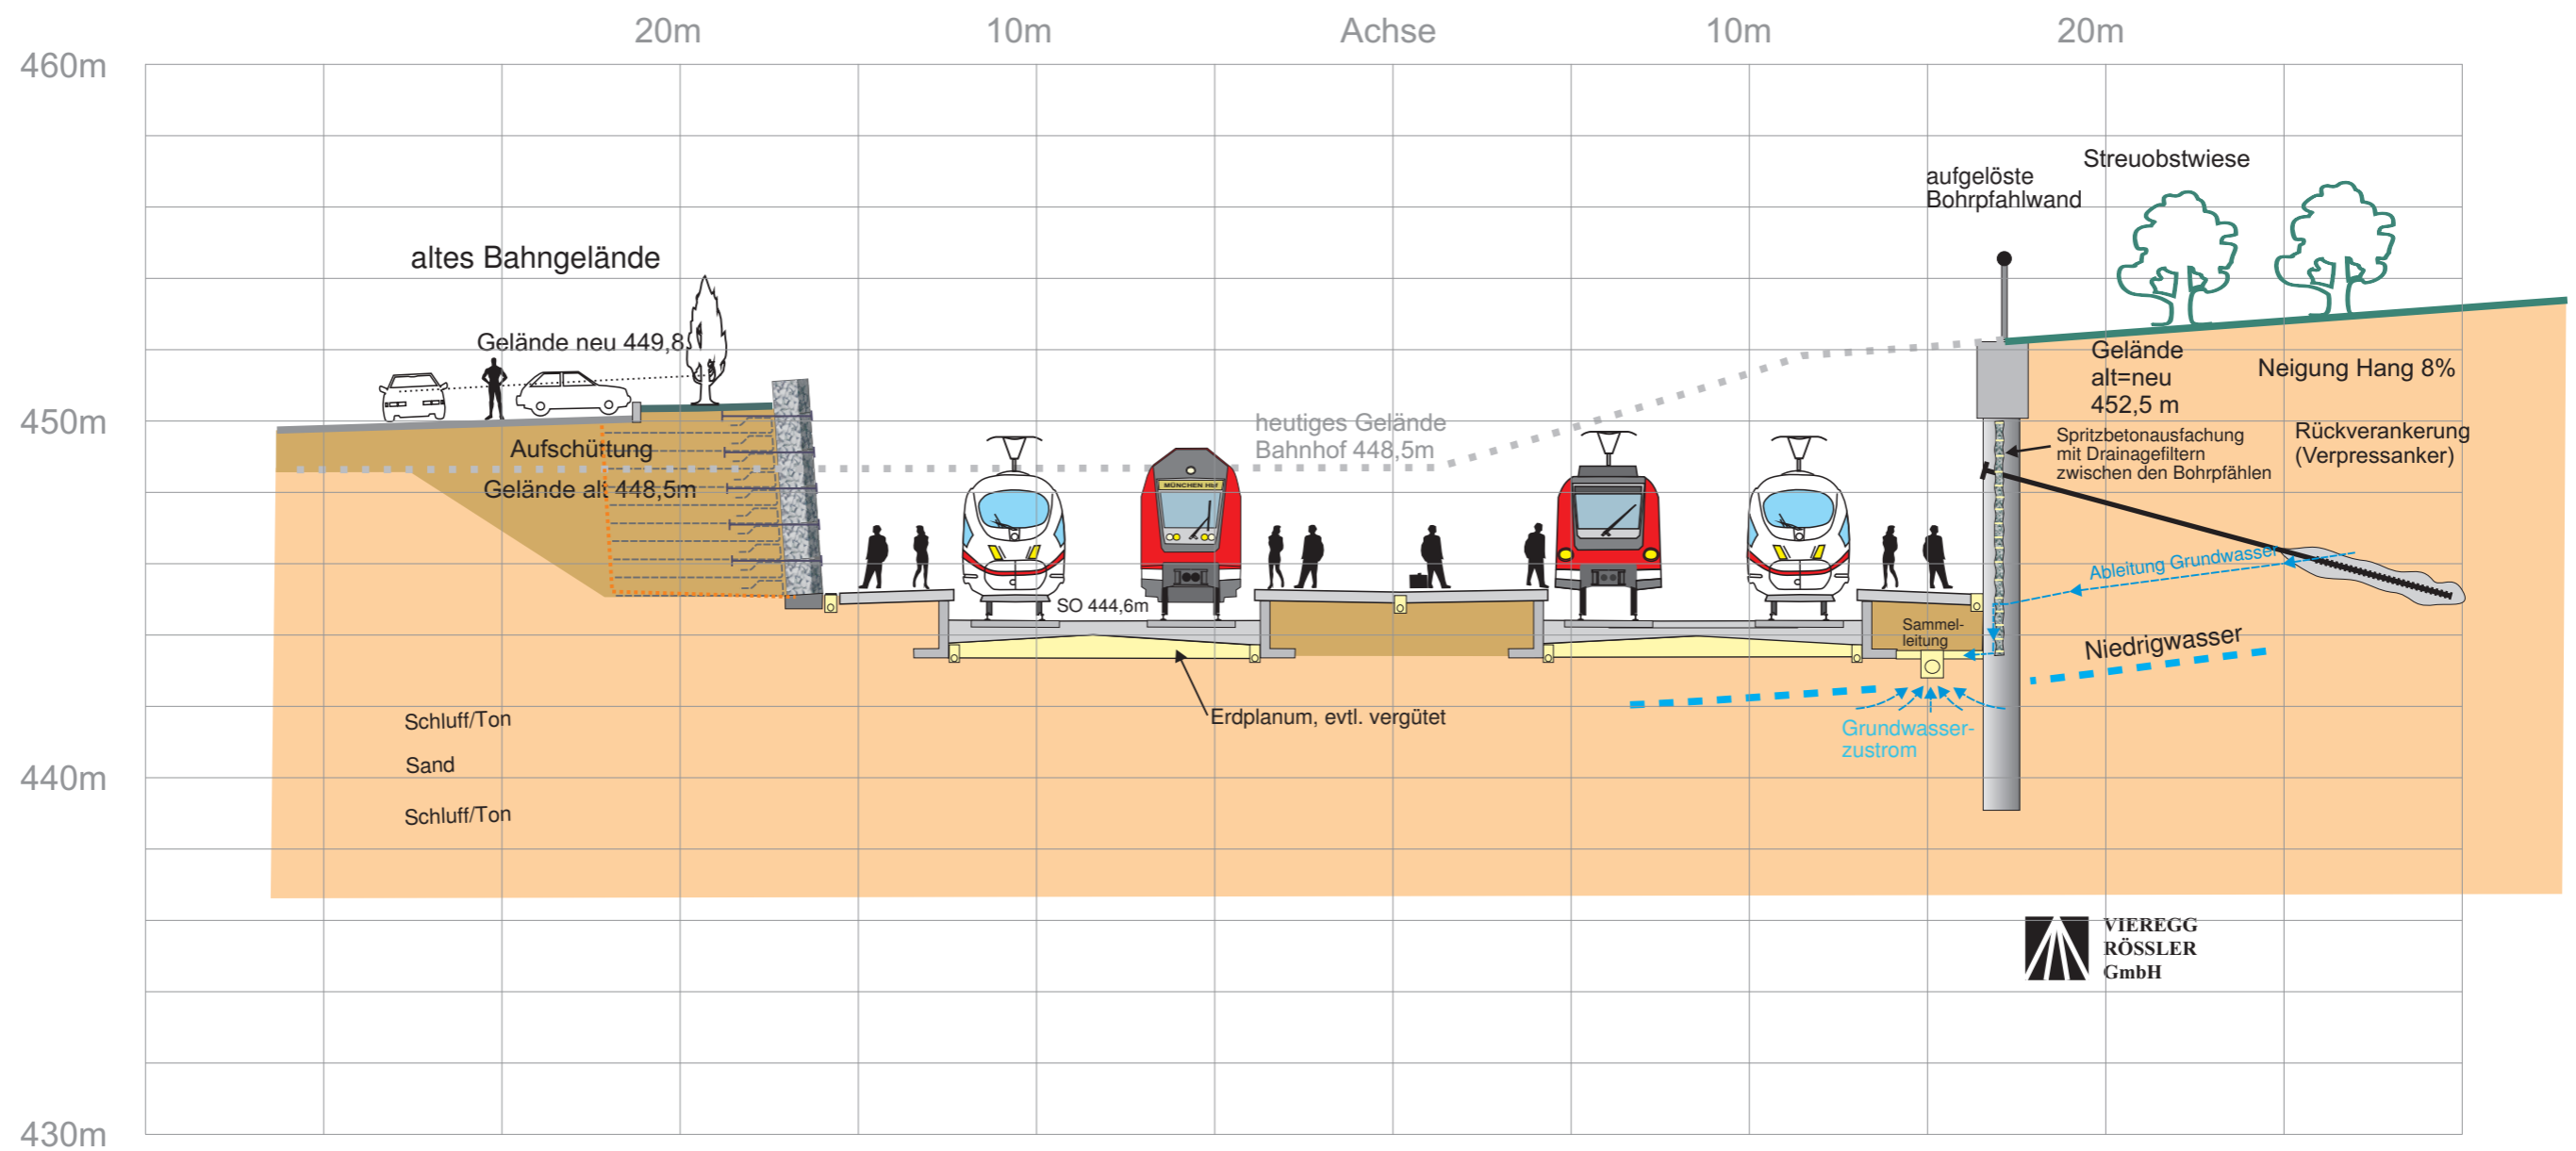 20m
10m
Achse
10m
20m
460m
Streuobstwiese
aufgelöste
Bohrpfahlwand
altes Bahngelände
Gelände neu 449,8
Gelände
alt=neu
452,5 m
Neigung Hang 8%
450m
heutiges Gelände
Bahnhof 448,5m
Aufschüttung
Gelände alt 448,5m
Spritzbetonausfachung
mit Drainagefiltern
zwischen den Bohrpfählen
Rückverankerung
(Verpressanker)
MÜNCHEN Hbf
Ableitung Grundwasser
SO 444,6m
Sammel-
leitung
Niedrigwasser
Erdplanum, evtl. vergütet
Grundwasser-
zustrom
Schluff/Ton
Sand
Schluff/Ton
440m
VIEREGG
RÖSSLER
GmbH
430m